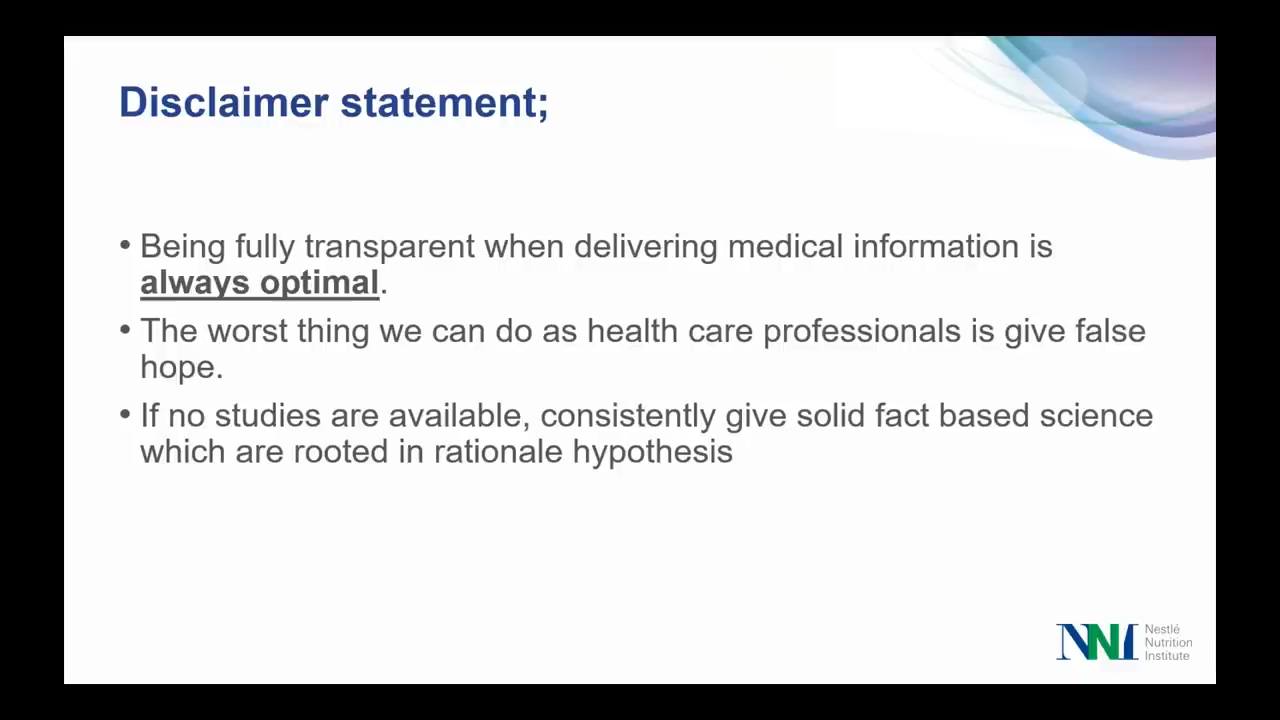 Disclaimer statement;
• Being fully transparent when delivering medical information is
always optimal.
• The worst thing we can do as health care professionals is give false
hope.
• If no studies are available, consistently give solid fact based science
which are rooted in rationale hypothesis
NNI
Nestlé
Nutrition
Institute